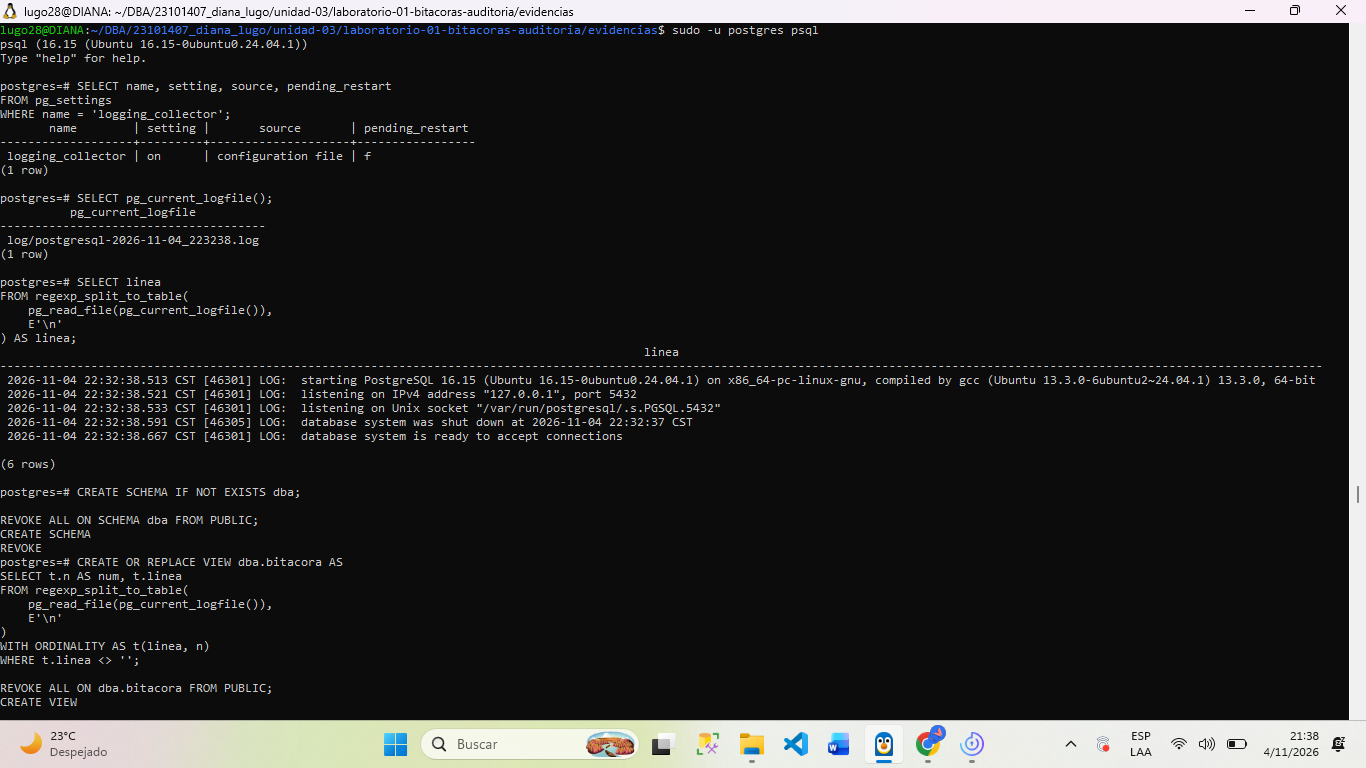 lugo28@DIANA: ~/DBA/23101407_diana_lugo/unidad-03/laboratorio-01-bitacoras-auditoria/evidencias
lugo28@DIANA:~/DBA/23101407_diana_lugo/unidad-03/laboratorio-01-bitacoras-auditoria/evidencias$ sudo -u postgres psql
psql (16.15 (Ubuntu 16.15-0ubuntu0.24.04.1))
Type "help" for help.

postgres=# SELECT name, setting, source, pending_restart
FROM pg_settings
WHERE name = 'logging_collector';
       name        | setting |       source       | pending_restart
-------------------+---------+--------------------+-----------------
 logging_collector | on      | configuration file | f
(1 row)

postgres=# SELECT pg_current_logfile();
          pg_current_logfile
--------------------------------------
 log/postgresql-2026-11-04_223238.log
(1 row)

postgres=# SELECT linea
FROM regexp_split_to_table(
    pg_read_file(pg_current_logfile()),
    E'\n'
) AS linea;
linea
 2026-11-04 22:32:38.513 CST [46301] LOG:  starting PostgreSQL 16.15 (Ubuntu 16.15-0ubuntu0.24.04.1) on x86_64-pc-linux-gnu, compiled by gcc (Ubuntu 13.3.0-6ubuntu2~24.04.1) 13.3.0, 64-bit
 2026-11-04 22:32:38.521 CST [46301] LOG:  listening on IPv4 address "127.0.0.1", port 5432
 2026-11-04 22:32:38.533 CST [46301] LOG:  listening on Unix socket "/var/run/postgresql/.s.PGSQL.5432"
 2026-11-04 22:32:38.591 CST [46305] LOG:  database system was shut down at 2026-11-04 22:32:37 CST
 2026-11-04 22:32:38.667 CST [46301] LOG:  database system is ready to accept connections

(6 rows)

postgres=# CREATE SCHEMA IF NOT EXISTS dba;

REVOKE ALL ON SCHEMA dba FROM PUBLIC;
CREATE SCHEMA
REVOKE
postgres=# CREATE OR REPLACE VIEW dba.bitacora AS
SELECT t.n AS num, t.linea
FROM regexp_split_to_table(
    pg_read_file(pg_current_logfile()),
    E'\n'
)
WITH ORDINALITY AS t(linea, n)
WHERE t.linea <> '';

REVOKE ALL ON dba.bitacora FROM PUBLIC;
CREATE VIEW
23°C
Despejado
Buscar
ESP
LAA
21:38
4/11/2026